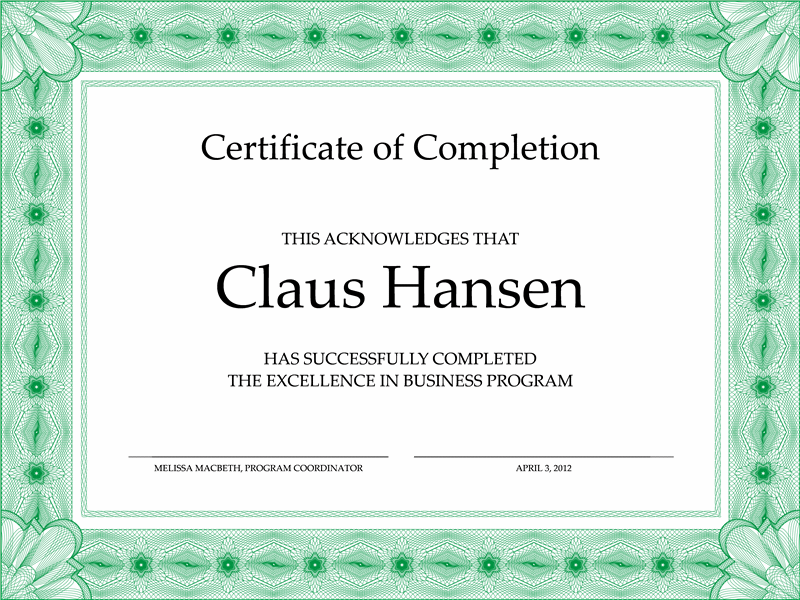 Certificate of Completion
THIS ACKNOWLEDGES THAT
Claus Hansen
HAS SUCCESSFULLY COMPLETED
THE EXCELLENCE IN BUSINESS PROGRAM
MELISSA MACBETH, PROGRAM COORDINATOR
APRIL 3, 2012